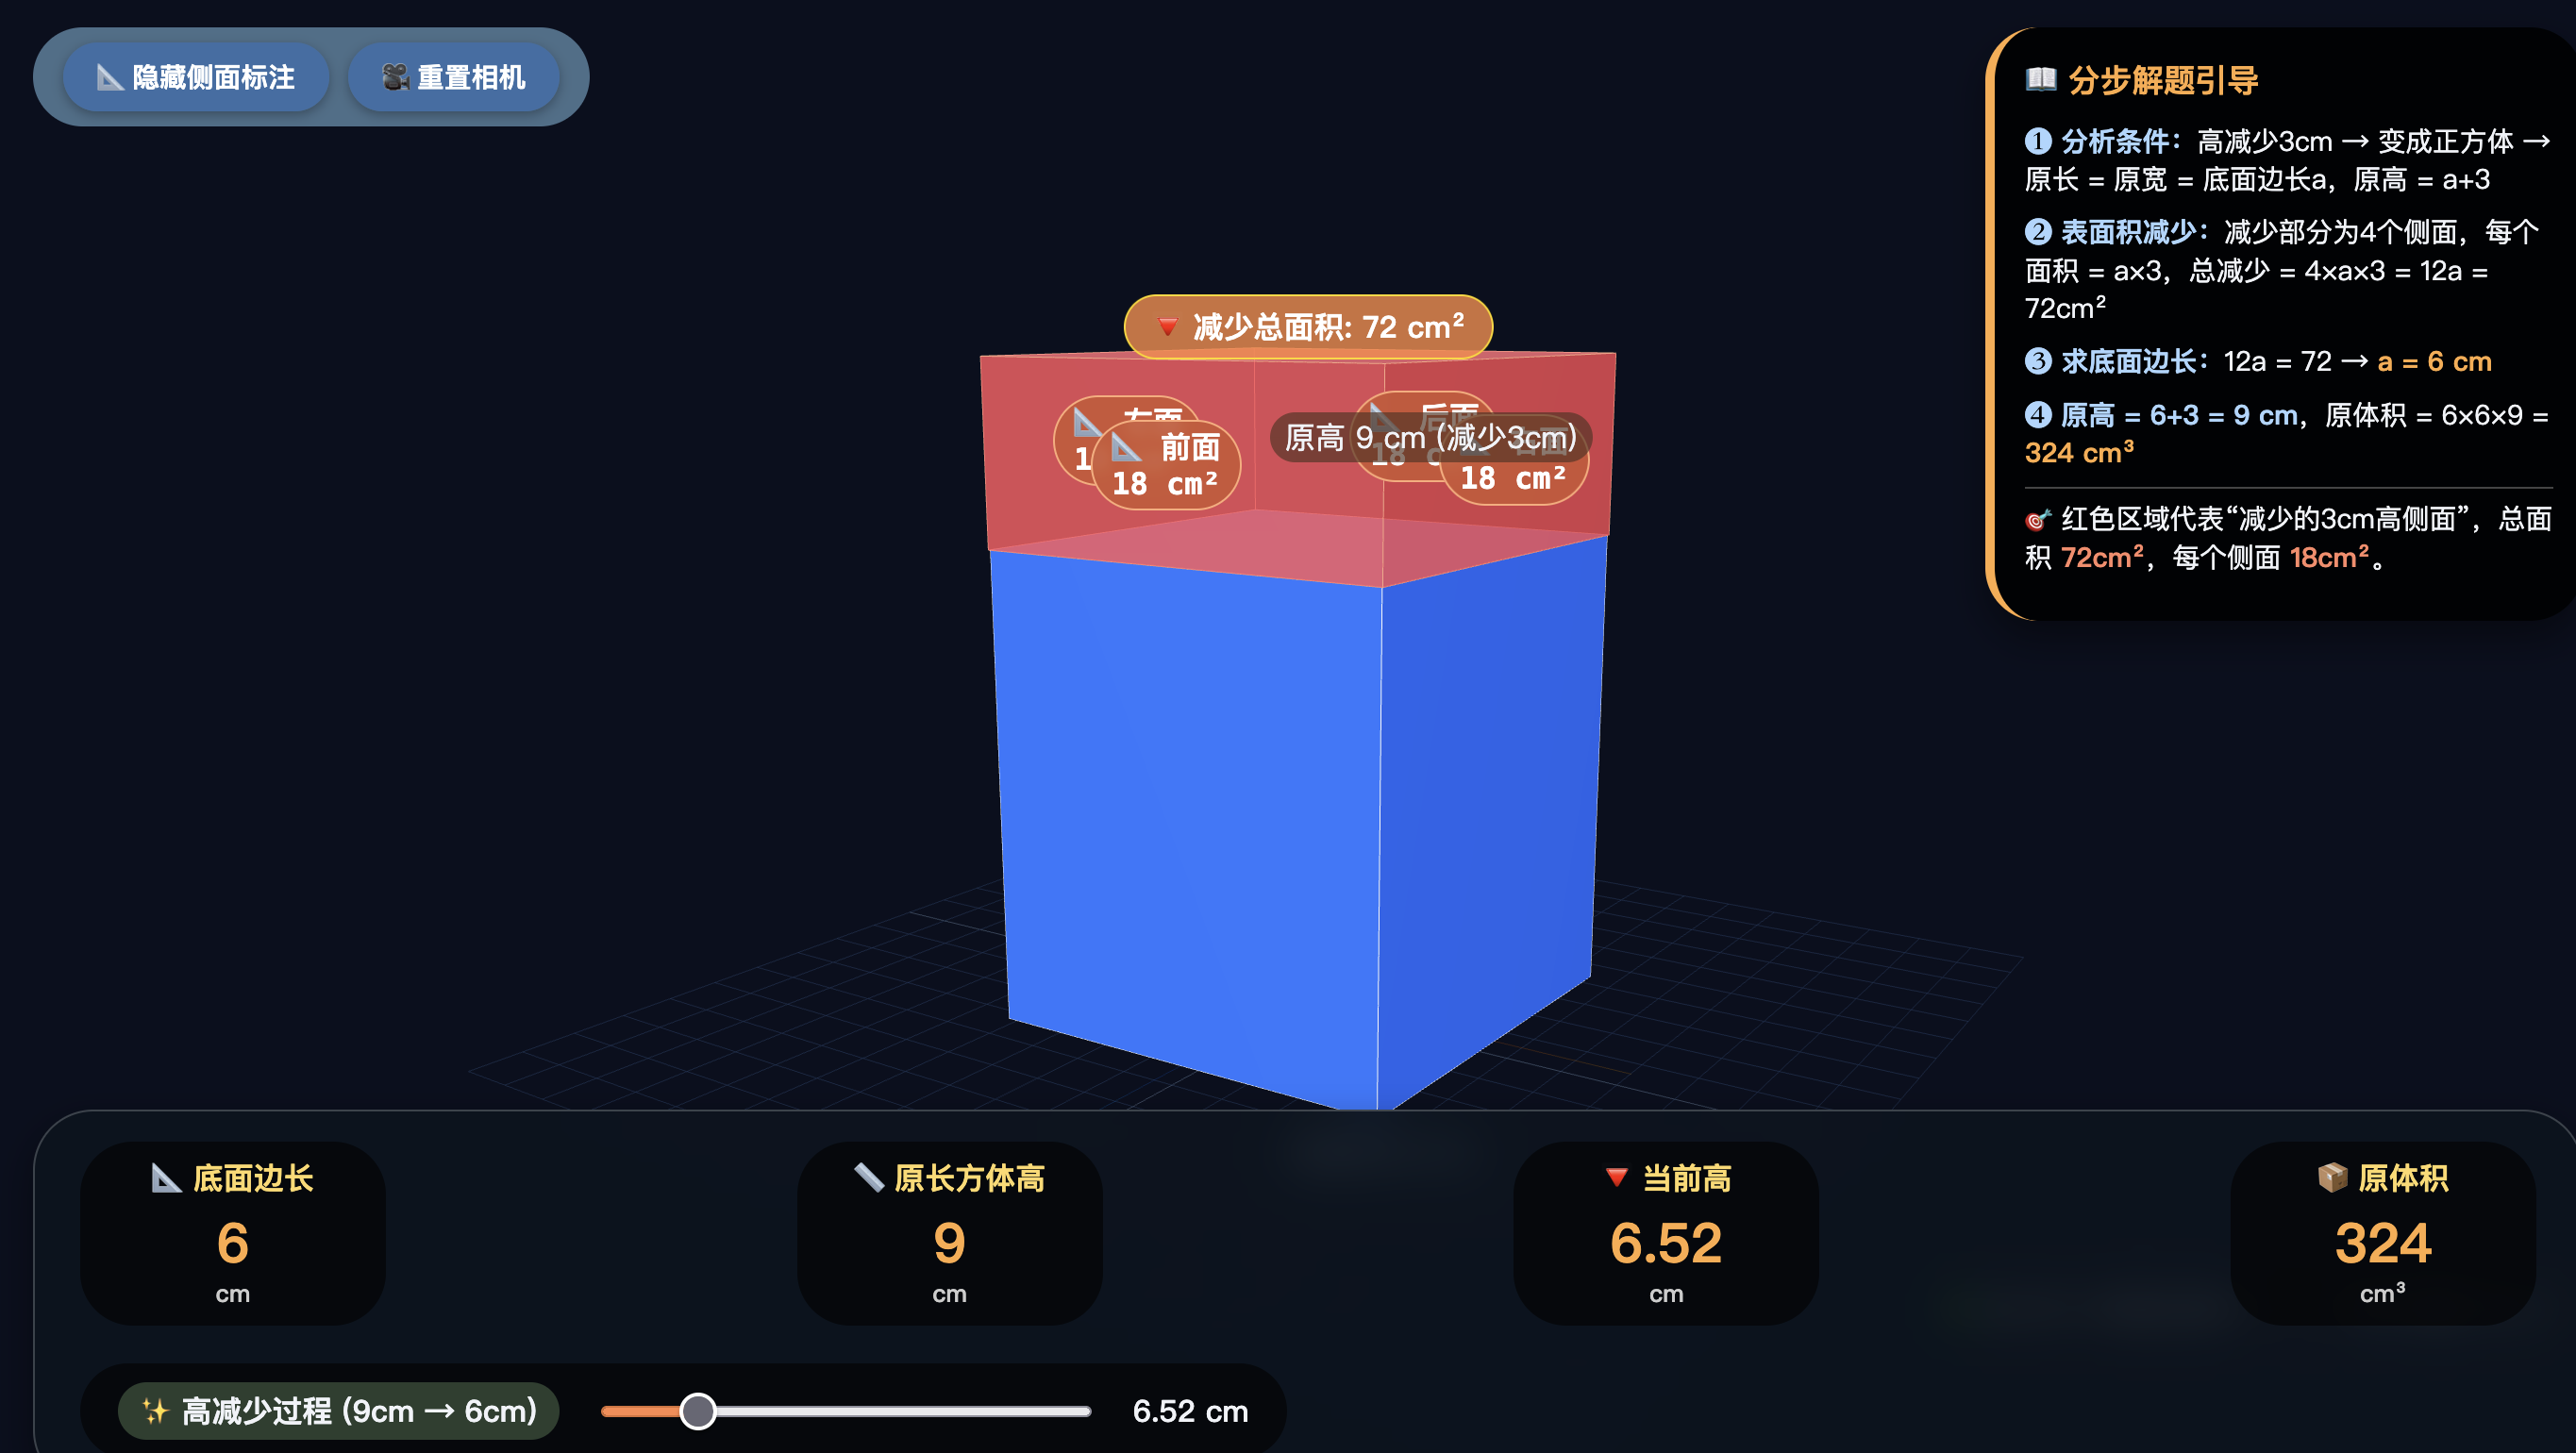 📐 隐藏侧面标注
🎥 重置相机
📖 分步解题引导
❶ 分析条件：高减少3cm → 变成正方体 →
原长 = 原宽 = 底面边长a，原高 = a+3
❷ 表面积减少：减少部分为4个侧面，每个
面积 = a×3，总减少 = 4×a×3 = 12a =
72cm²
❸ 求底面边长：12a = 72 → a = 6 cm
❹ 原高 = 6+3 = 9 cm，原体积 = 6×6×9 =
324 cm³
🎯 红色区域代表“减少的3cm高侧面”，总面
积 72cm²，每个侧面 18cm²。
🔻 减少总面积: 72 cm²
📐 前面
18 cm²
后面
18 c
原高 9 cm (减少3cm)
18 cm²
📐 底面边长
6
cm
📏 原长方体高
9
cm
🔻 当前高
6.52
cm
📦 原体积
324
cm³
✨ 高减少过程 (9cm → 6cm)
6.52 cm